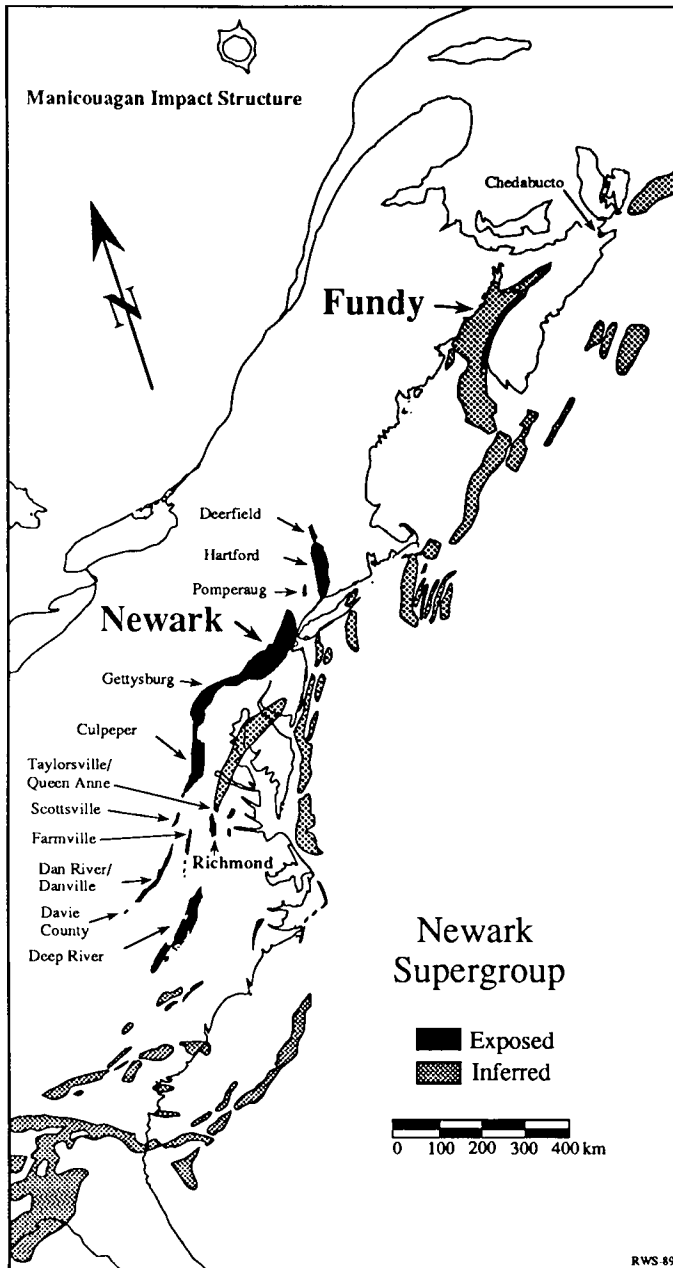 Manicouagan Impact Structure
Chedabucto
N
Fundy
Deerfield
Hartford
Pomperaug
Newark
Gettysburg
Culpeper
Taylorsville/
Queen Anne
Scottsville
Farmville
Richmond
Dan River/
Danville
Davie
County
Deep River
Newark
Supergroup
Exposed
Inferred
0 100 200 300 400 km
RWS-89